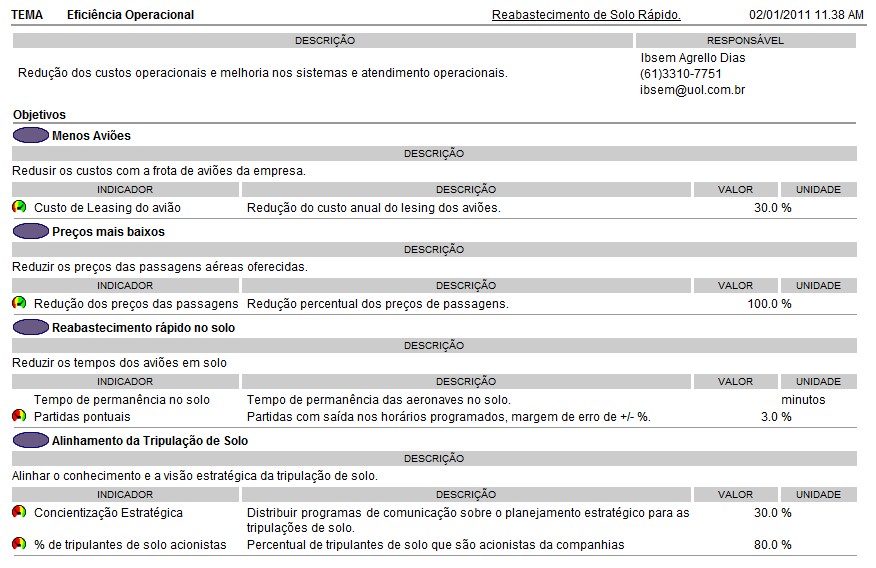 TEMA Eficiência Operacional Reabastecimento de Solo Rápido. 02/01/2011 11.38 AM
DESCRIÇÃO RESPONSÁVEL
Redução dos custos operacionais e melhoria nos sistemas e atendimento operacionais.
Ibsem Agrello Dias
(61)3310-7751
ibsem@uol.com.br
Objetivos
Menos Aviões
DESCRIÇÃO
Redusir os custos com a frota de aviões da empresa.
INDICADOR DESCRIÇÃO VALOR UNIDADE
Custo de Leasing do avião Redução do custo anual do lesing dos aviões. 30.0 %
Preços mais baixos
DESCRIÇÃO
Reduzir os preços das passagens aéreas oferecidas.
INDICADOR DESCRIÇÃO VALOR UNIDADE
Redução dos preços das passagens Redução percentual dos preços de passagens. 100.0 %
Reabastecimento rápido no solo
DESCRIÇÃO
Reduzir os tempos dos aviões em solo
INDICADOR DESCRIÇÃO VALOR UNIDADE
Tempo de permanência no solo Tempo de permanência das aeronaves no solo. minutos
Partidas pontuais Partidas com saída nos horários programados, margem de erro de +/- %. 3.0 %
Alinhamento da Tripulação de Solo
DESCRIÇÃO
Alinhar o conhecimento e a visão estratégica da tripulação de solo.
INDICADOR DESCRIÇÃO VALOR UNIDADE
Concientização Estratégica Distribuir programas de comunicação sobre o planejamento estratégico para as 30.0 %
tripulações de solo.
% de tripulantes de solo acionistas Percentual de tripulantes de solo que são acionistas da companhias 80.0 %